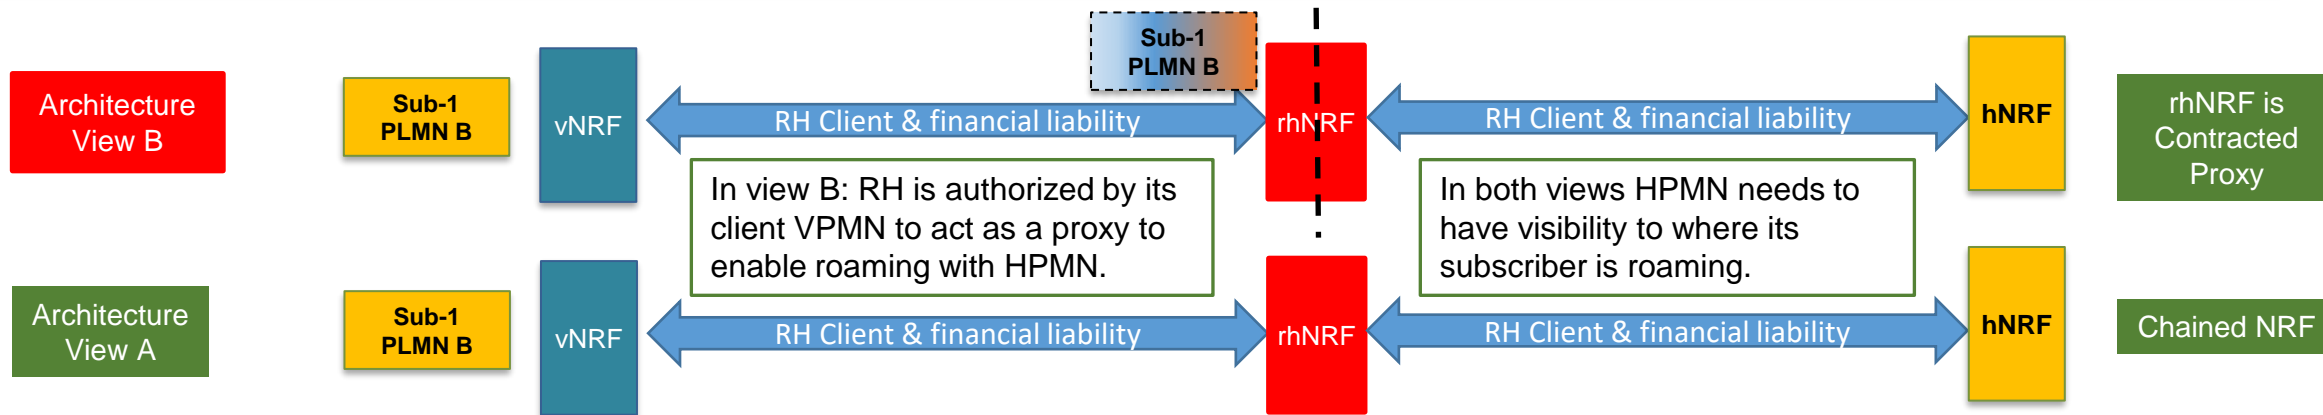 Sub-1
PLMN B
Architecture
View B
Sub-1
PLMN B
vNRF
RH Client & financial liability
rhNRF
RH Client & financial liability
hNRF
rhNRF is
Contracted
Proxy
In view B: RH is authorized by its
client VPMN to act as a proxy to
enable roaming with HPMN.
In both views HPMN needs to
have visibility to where its
subscriber is roaming.
Architecture
View A
Sub-1
PLMN B
vNRF
RH Client & financial liability
rhNRF
RH Client & financial liability
hNRF
Chained NRF